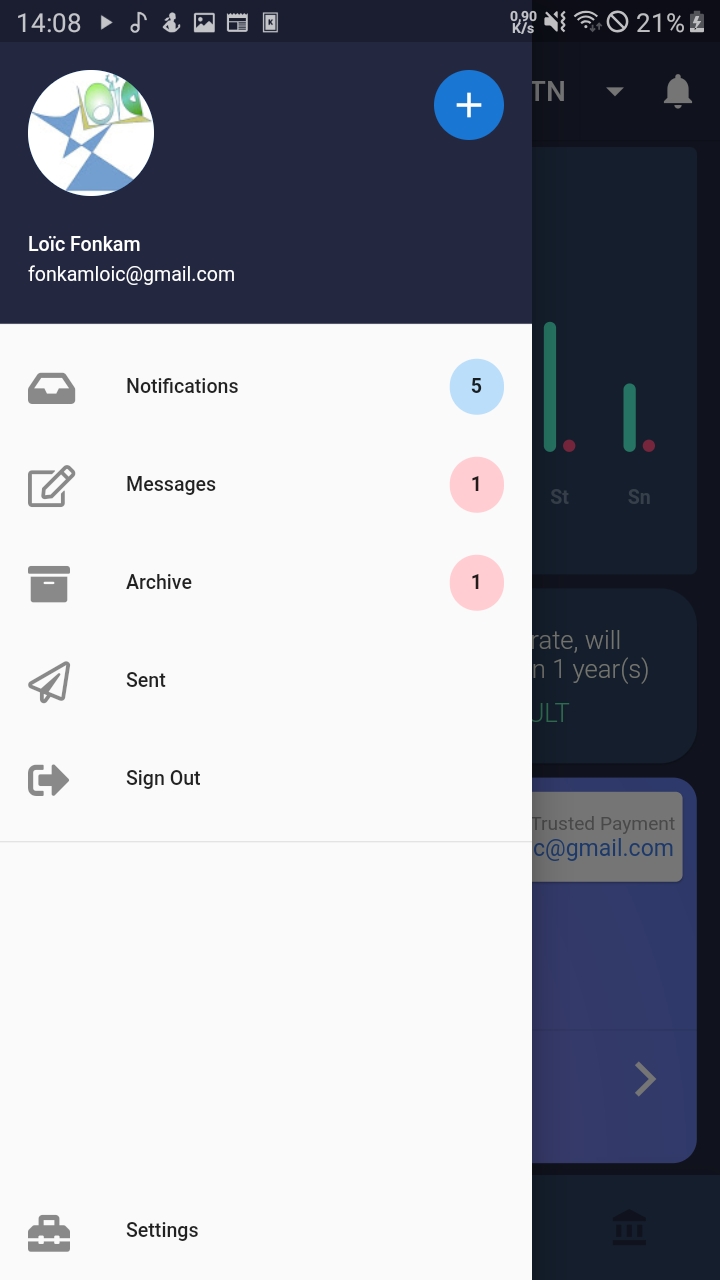 14:08
0,90
K/s
21%
TN
Loïc Fonkam
fonkamloic@gmail.com
Notifications
5
Messages
1
St
Sn
Archive
1
rate, will
n 1 year(s)
Sent
ULT
Sign Out
Trusted Payment
c@gmail.com
Settings